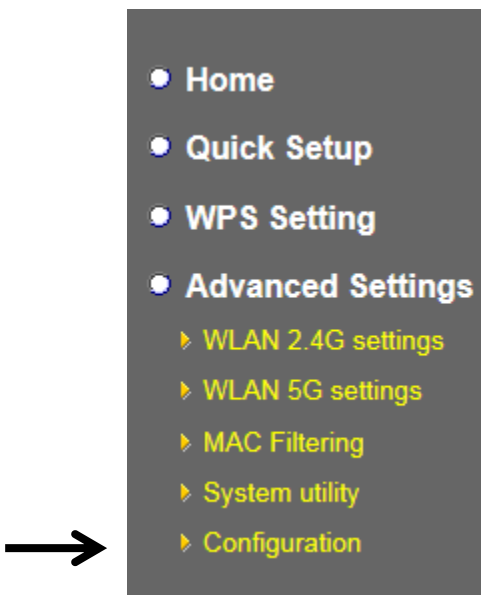 Home
Quick Setup
WPS Setting
Advanced Settings
WLAN 2.4G settings
WLAN 5G settings
MAC Filtering
System utility
Configuration